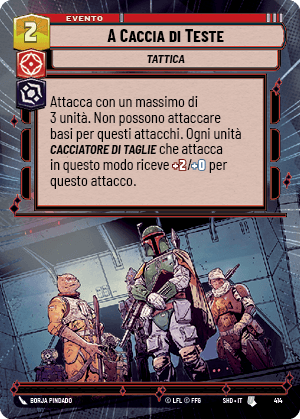 2
EVENTO
A Caccia di Teste
TATTICA
Attacca con un massimo di
3 unità. Non possono attaccare
basi per questi attacchi. Ogni unità
CACCIATORE DI TAGLIE che attacca
in questo modo riceve +2/+0 per
questo attacco.
BORJA PINDADO
© LFL © FFG
SHD • IT
414